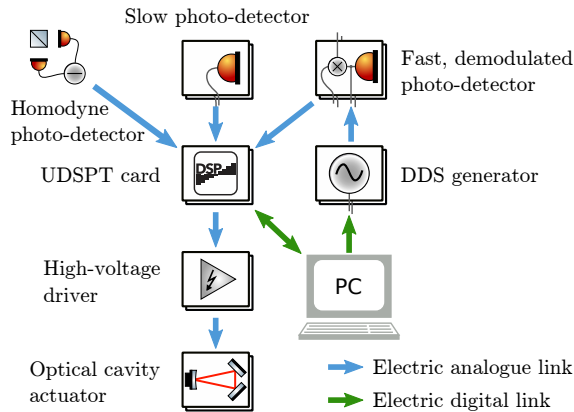 Slow photo-detector
Homodyne
photo-detector
Fast, demodulated
photo-detector
UDSPT card
DSP
DDS generator
High-voltage
driver
PC
Optical cavity
actuator
Electric analogue link
Electric digital link